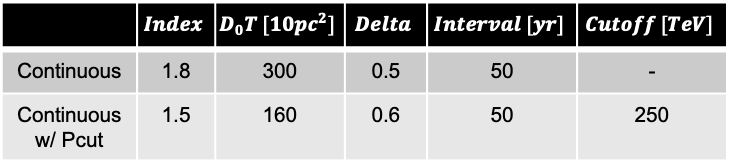 Index D₀T [10pc²] Delta Interval [yr] Cutoff [TeV]
Continuous 1.8 300 0.5 50 -
Continuous 1.5 160 0.6 50 250
w/ Pcut